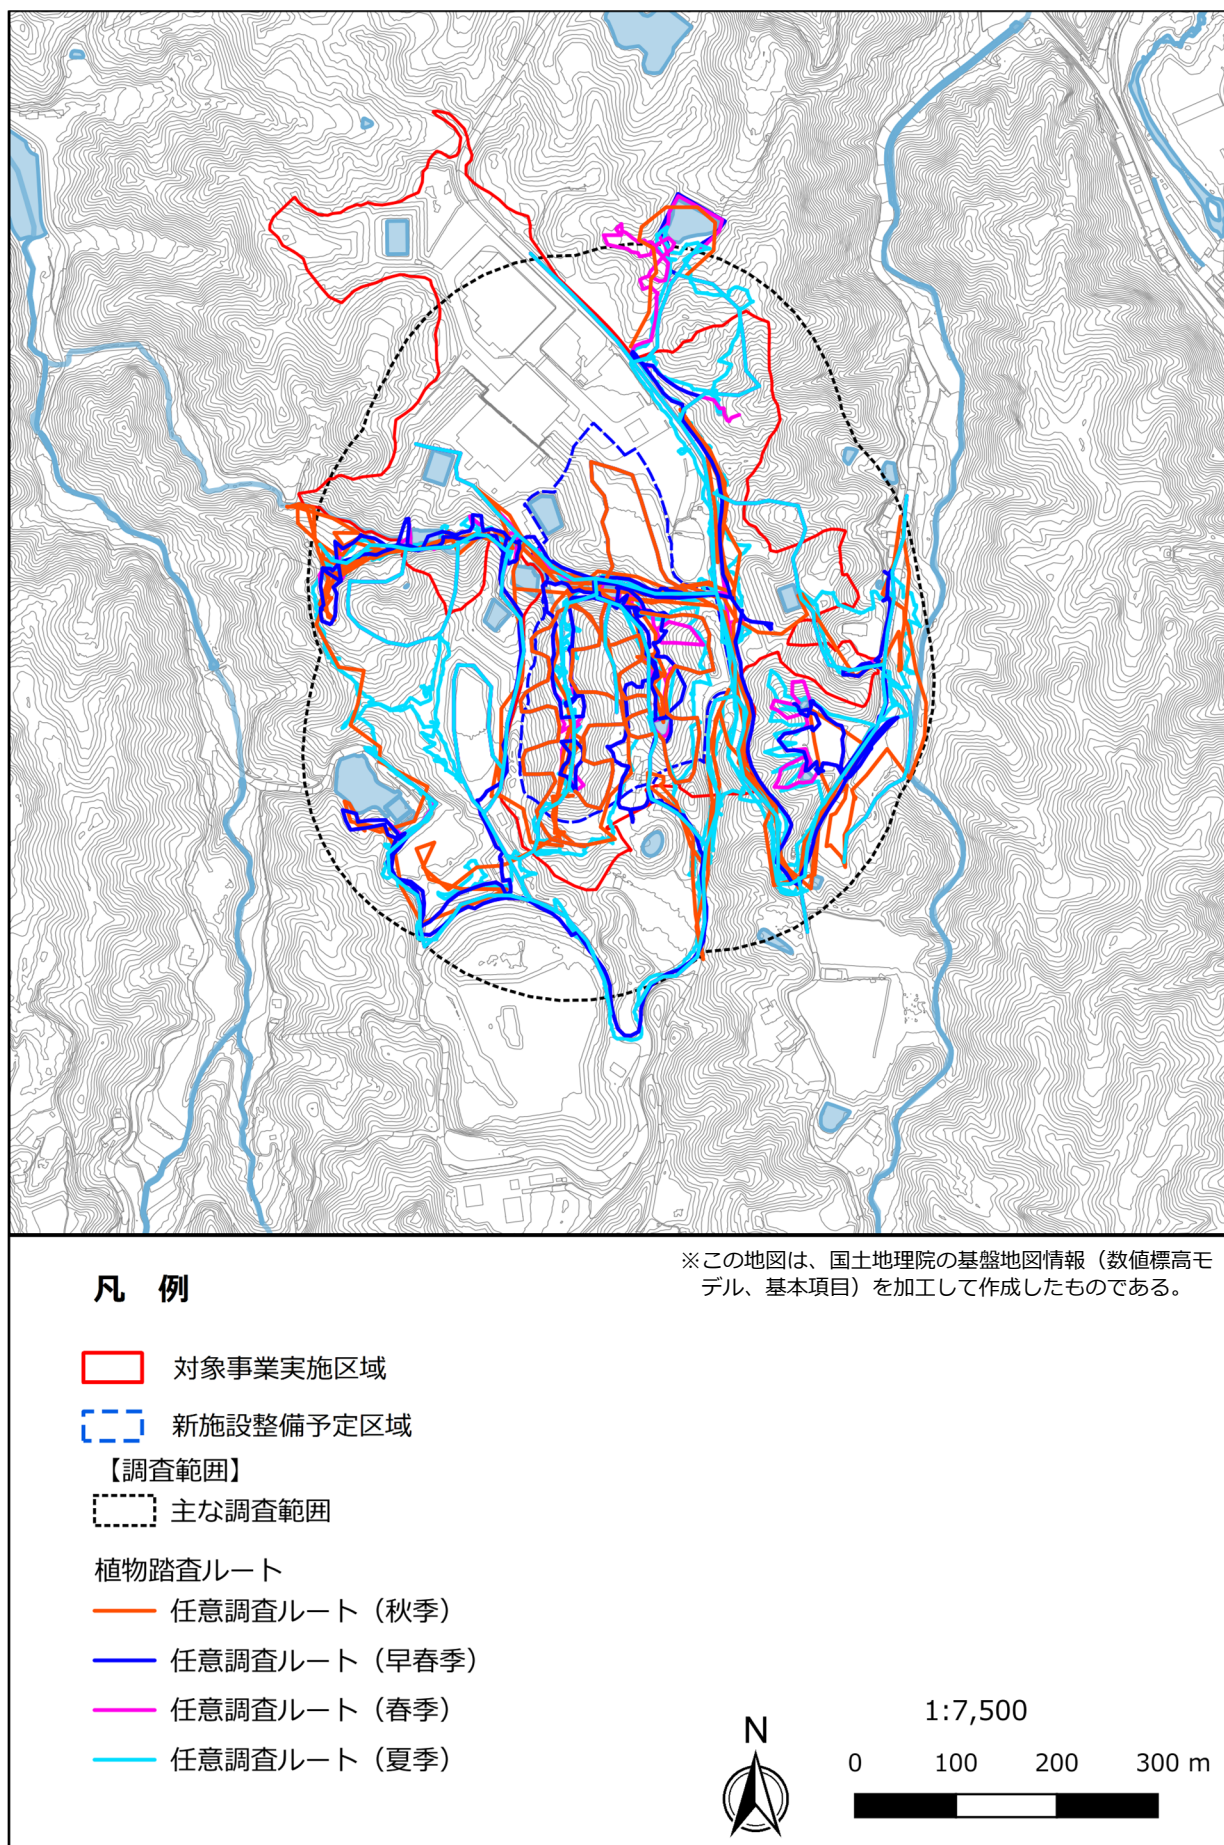 ※この地図は、国土地理院の基盤地図情報（数値標高モ
デル、基本項目）を加工して作成したものである。
凡　例
対象事業実施区域
新施設整備予定区域
【調査範囲】
主な調査範囲
植物踏査ルート
任意調査ルート（秋季）
任意調査ルート（早春季）
任意調査ルート（春季）
任意調査ルート（夏季）
N
1:7,500
0 100 200 300 m